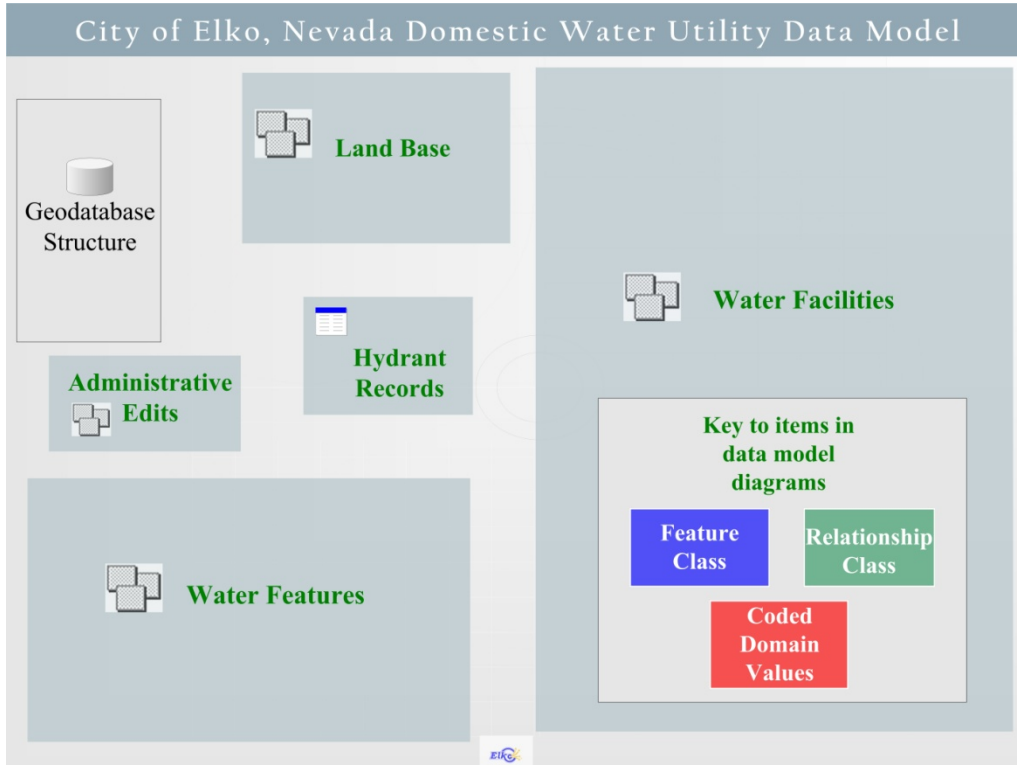 City of Elko, Nevada Domestic Water Utility Data Model
Geodatabase
Structure
Land Base
Hydrant
Records
Administrative
Edits
Water Features
Water Facilities
Key to items in
data model
diagrams
Feature
Class
Relationship
Class
Coded
Domain
Values
Elko